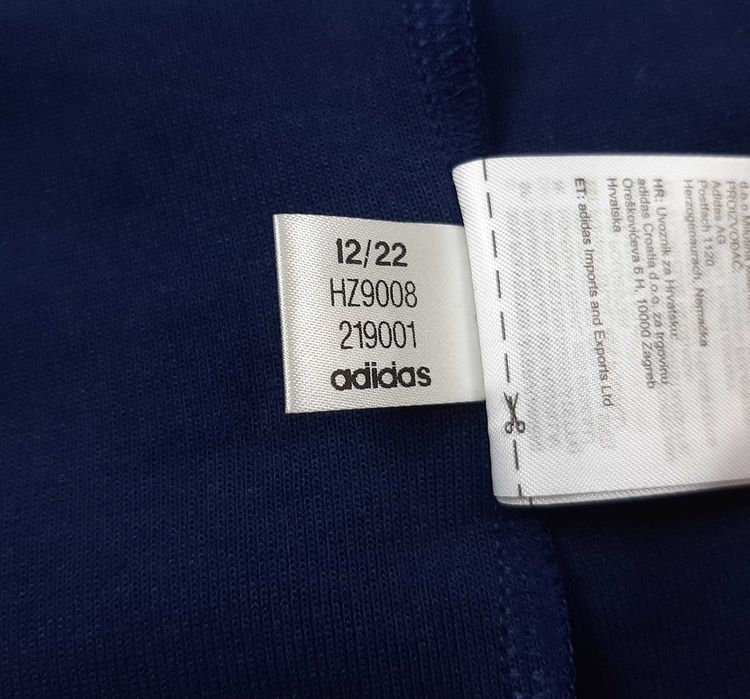 12/22
HZ9008
219001
adidas
PROIZVOĐAČ:
Adidas AG
Postfach 1120
Herzogenaurach, Nemačka
HR: Uvoznik za Hrvatsku:
adidas Croatia d.o.o. za trgovinu
Oreškovićeva 6 H, 10000 Zagreb
Hrvatska
ET: adidas Imports and Exports Ltd